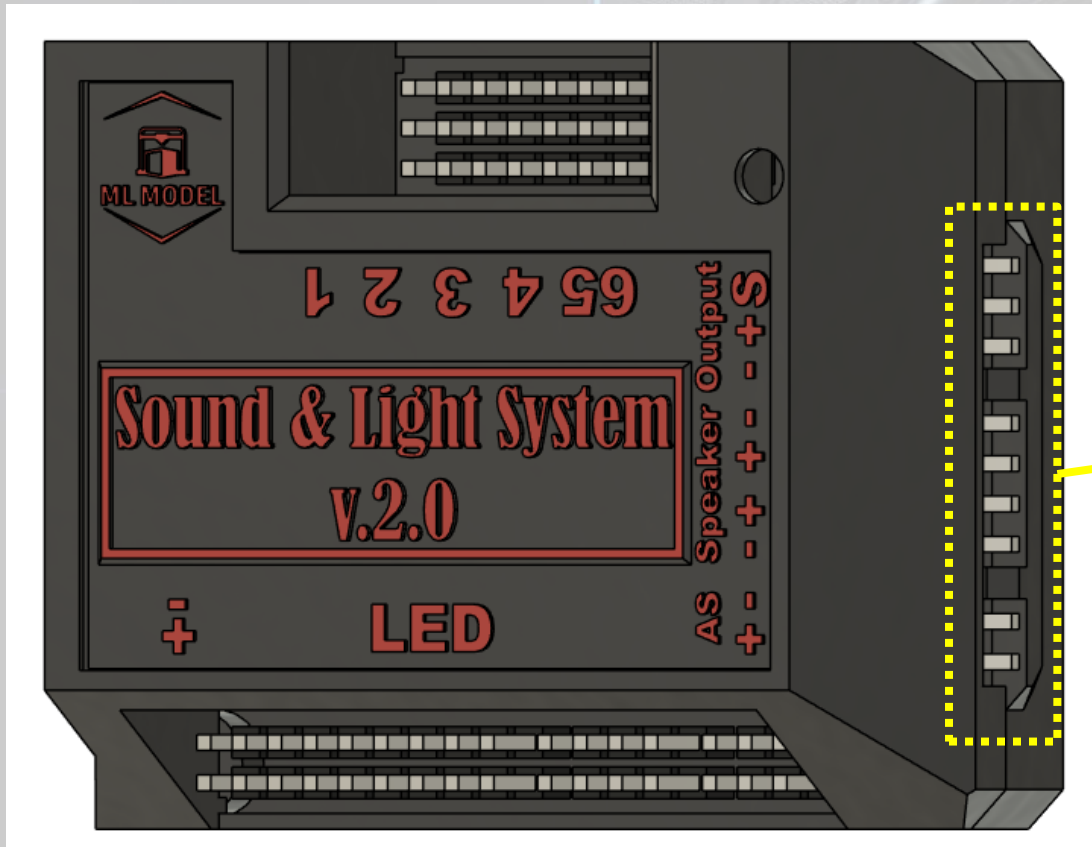 ML MODEL
1 2 3 4 5 6
Speaker Output
S
+
-
-
+
+
-
Sound & Light System
v.2.0
AS
-
+
-
+
LED